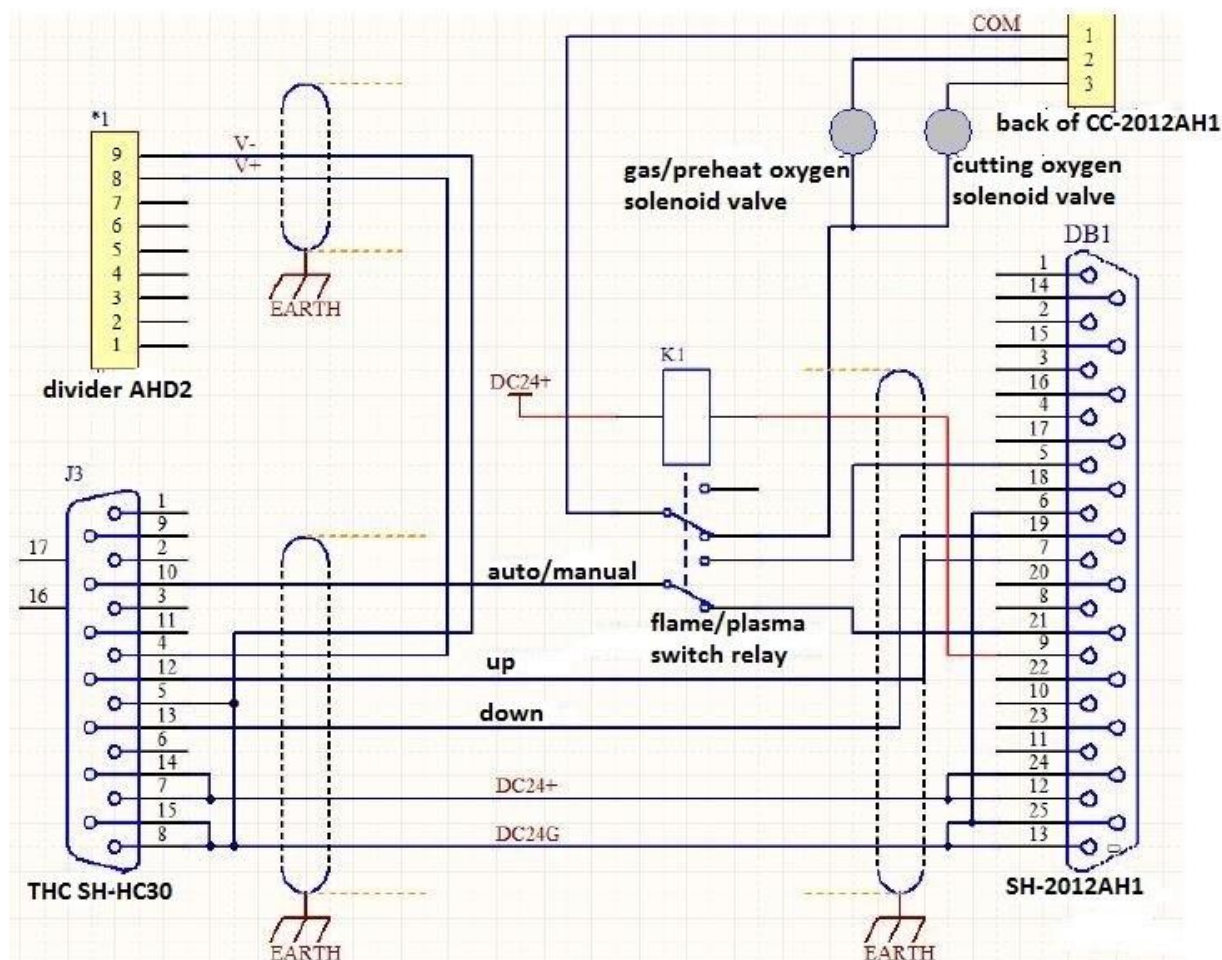 COM
1
2
3
back of CC-2012AH1
gas/preheat oxygen
solenoid valve
cutting oxygen
solenoid valve
*1
9
8
7
6
5
4
3
2
1
V-
V+
EARTH
divider AHD2
DB1
1
14
2
15
3
16
4
17
5
18
6
19
7
20
8
21
9
22
10
23
11
24
12
25
13
SH-2012AH1
K1
DC24+
J3
17
16
1
9
2
10
3
11
4
12
5
13
6
14
7
15
8
THC SH-HC30
auto/manual
flame/plasma
switch relay
up
down
DC24+
DC24G
EARTH
EARTH